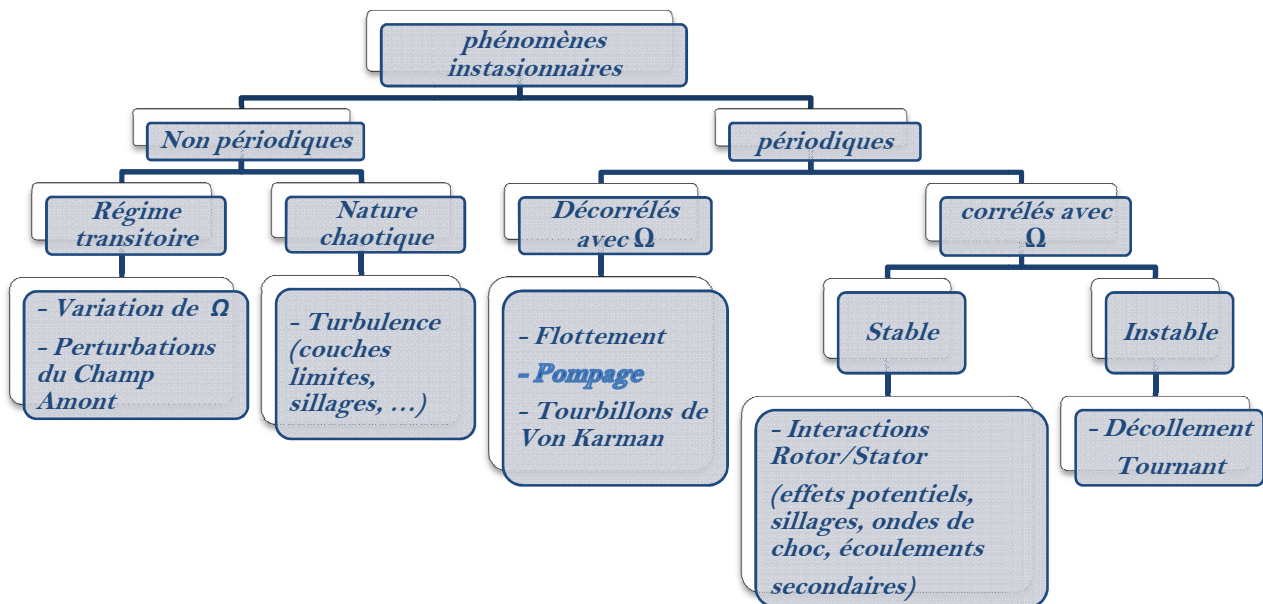 phénomènes
instasionnaires
Non périodiques
périodiques
Régime
transitoire
Nature
chaotique
Décorrélés
avec Ω
corrélés avec
Ω
- Variation de Ω
- Perturbations
du Champ
Amont
- Turbulence
(couches
limites,
sillages, …)
- Flottement
- Pompage
- Tourbillons de
Von Karman
Stable
Instable
- Interactions
Rotor/Stator
(effets potentiels,
sillages, ondes de
choc, écoulements
secondaires)
- Décollement
Tournant